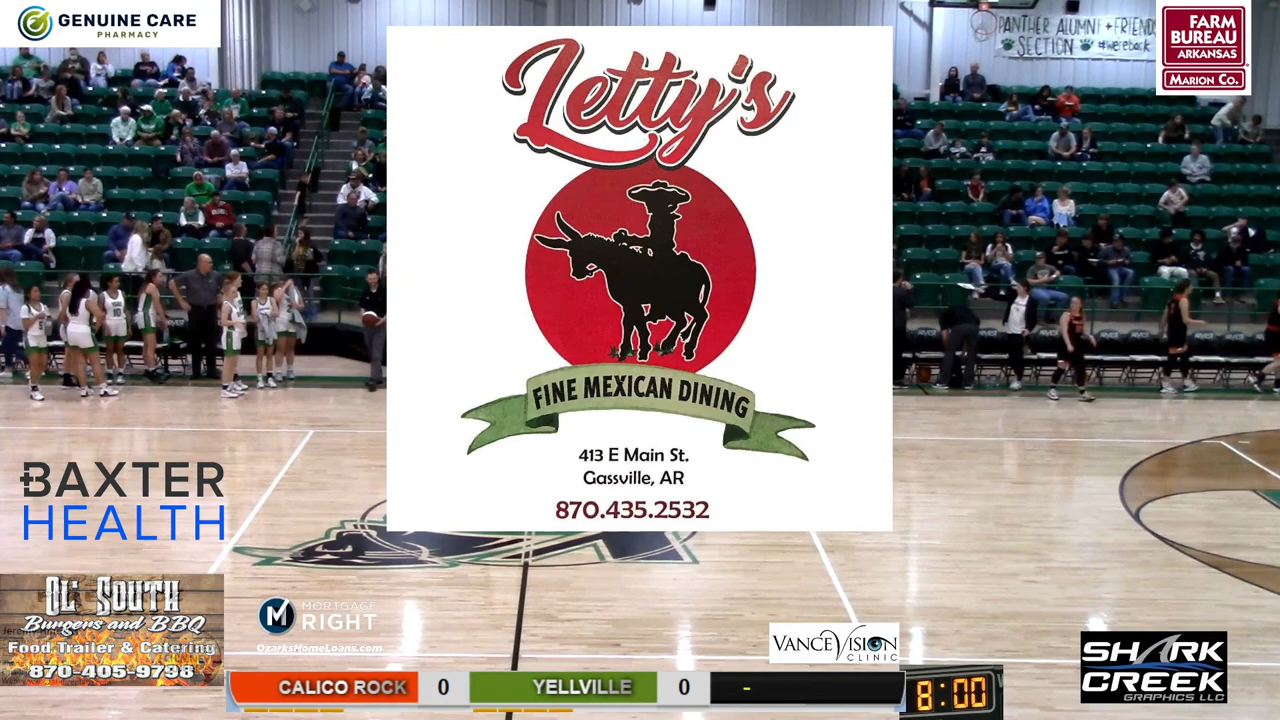 GENUINE CARE
PHARMACY
Letty's
FINE MEXICAN DINING
413 E Main St.
Gassville, AR
870.435.2532
PANTHER ALUMNI + FRIENDS
SECTION #wereback
FARM
BUREAU
ARKANSAS
MARION CO.
BAXTER
HEALTH
OL' SOUTH
Burgers and BBQ
Food Trailer & Catering
870-405-9798
M MORTGAGE
RIGHT
OzarksHomeLoans.com
VANCE VISION
CLINIC
SHARK
CREEK
GRAPHICS LLC
CALICO ROCK 0 YELLVILLE 0 -
8:00